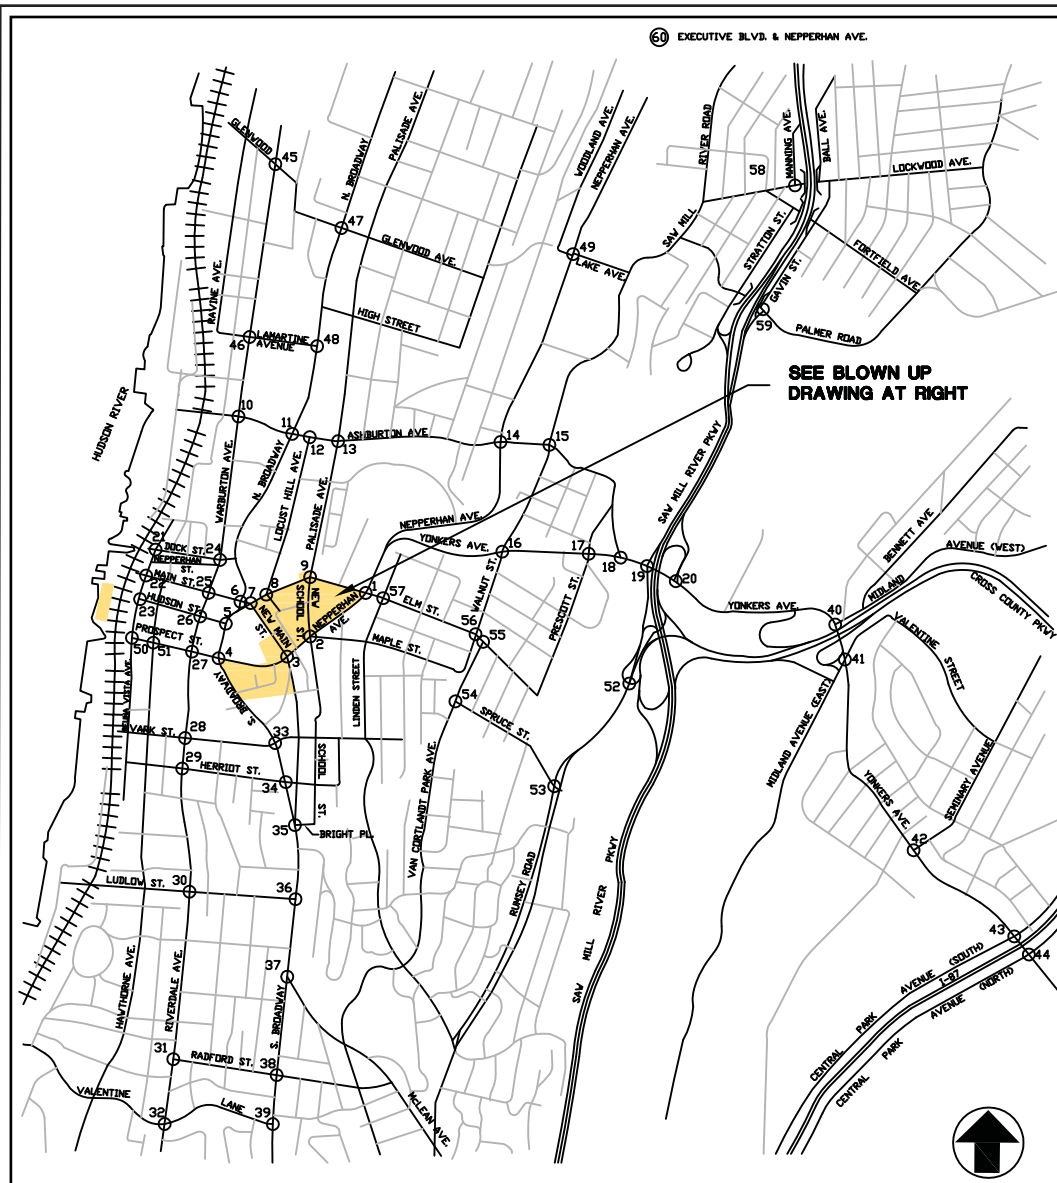 60 EXECUTIVE BLVD. & NEPPERHAN AVE.
GLENWOOD
45
N. BROADWAY
PALISADE AVE.
WOODLAND AVE.
NEPPERHAN AVE.
RIVER ROAD
SAW MILL
58
MANNING AVE.
BALL AVE.
LOCKWOOD AVE.
47
GLENWOOD AVE.
49
LAKE AVE.
STRATTON ST.
GAVIN ST.
FORTFIELD AVE.
59
PALMER ROAD
RAVINE AVE.
HIGH STREET
46
LAMARTINE
AVENUE
48
SEE BLOWN UP
DRAWING AT RIGHT
HUDSON RIVER
10
11
12
13
ASHBURTON AVE
14
15
WARBURTON AVE.
N. BROADWAY
LOCUST HILL AVE.
PALISADE AVE.
NEPPERHAN AVE.
YONKERS AVE.
SAW MILL RIVER PKWY
21
DOCK ST.
24
NEPPERHAN
ST.
MAIN ST.
22
25
HUDSON ST.
23
26
PROSPECT ST.
50
51
27
4
5
6
7
8
9
NEW
SCHOOL ST.
NEW MAIN
ST.
NEPPERHAN
AVE.
1
57
2
3
ELM ST.
MAPLE ST.
16
17
18
19
20
WALNUT ST.
PRESCOTT ST.
56
55
54
SPRUCE ST.
53
52
YONKERS AVE.
40
41
MIDLAND
AVENUE (WEST)
BENNETT AVE
CROSS COUNTY PKWY
VALENTINE
STREET
MIDLAND AVENUE (EAST)
YONKERS AVE.
SEMINARY AVENUE
42
43
44
BUENA VISTA AVE.
S. BROADWAY
LINDEN STREET
VARK ST.
28
33
29
HERRIOT ST.
34
SCHOOL
ST.
35
BRIGHT PL.
VAN CORTLANDT PARK AVE.
RUMSEY ROAD
SAW MILL RIVER PKWY
LUDLOW ST.
30
36
HAWTHORNE AVE.
RIVERDALE AVE.
37
S. BROADWAY
31
RADFORD ST.
38
VALENTINE
LANE
32
39
McLEAN AVE.
CENTRAL PARK AVENUE (SOUTH)
I-87
CENTRAL PARK AVENUE (NORTH)